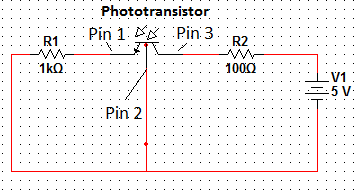 Phototransistor
Pin 1 Pin 3
R1 R2
1kΩ 100Ω
V1
5 V
Pin 2